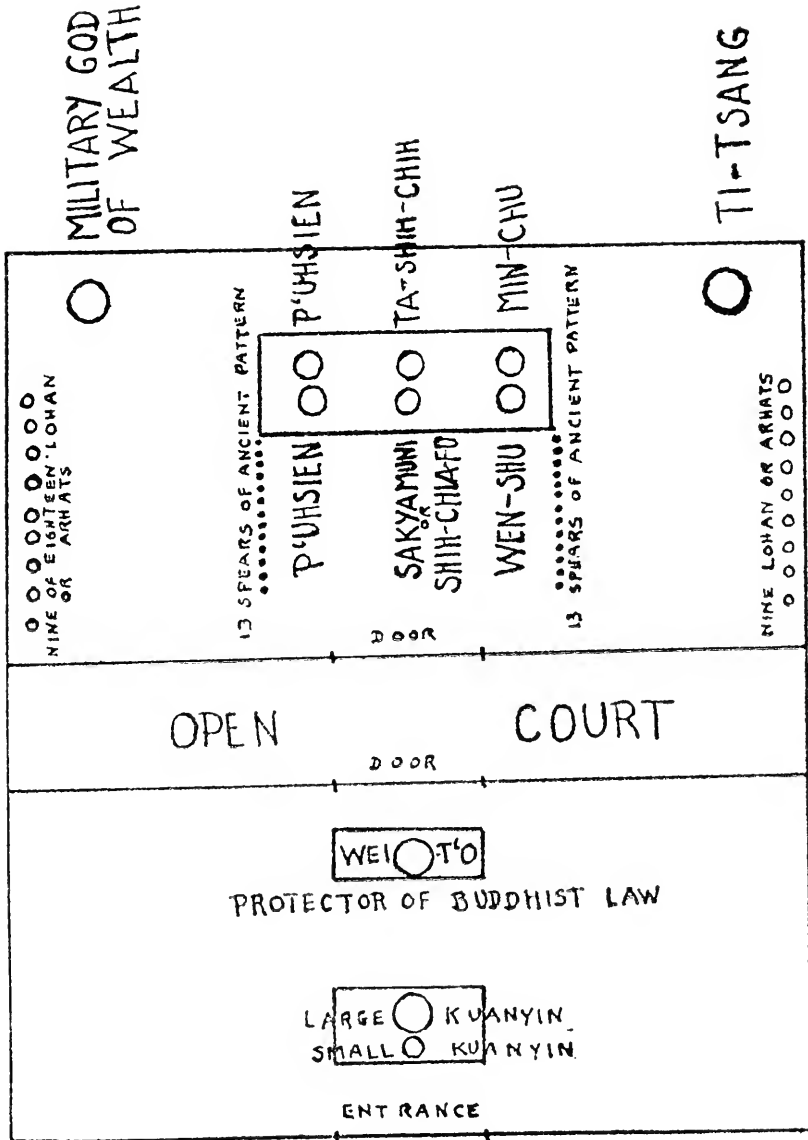 MILITARY GOD
OF WEALTH
TI-TSANG
P'UHSIEN
TA-SHIH-CHIH
MIN-CHU
NINE OF EIGHTEEN LOHAN
OR ARHATS
13 SPEARS OF ANCIENT PATTERN
P'UHSIEN
SAKYAMUNI
OR
SHIH-CHIA-FO
WEN-SHU
13 SPEARS OF ANCIENT PATTERN
NINE LOHAN OR ARHATS
DOOR
OPEN COURT
DOOR
WEI T'O
PROTECTOR OF BUDDHIST LAW
LARGE KUANYIN
SMALL KUANYIN
ENTRANCE